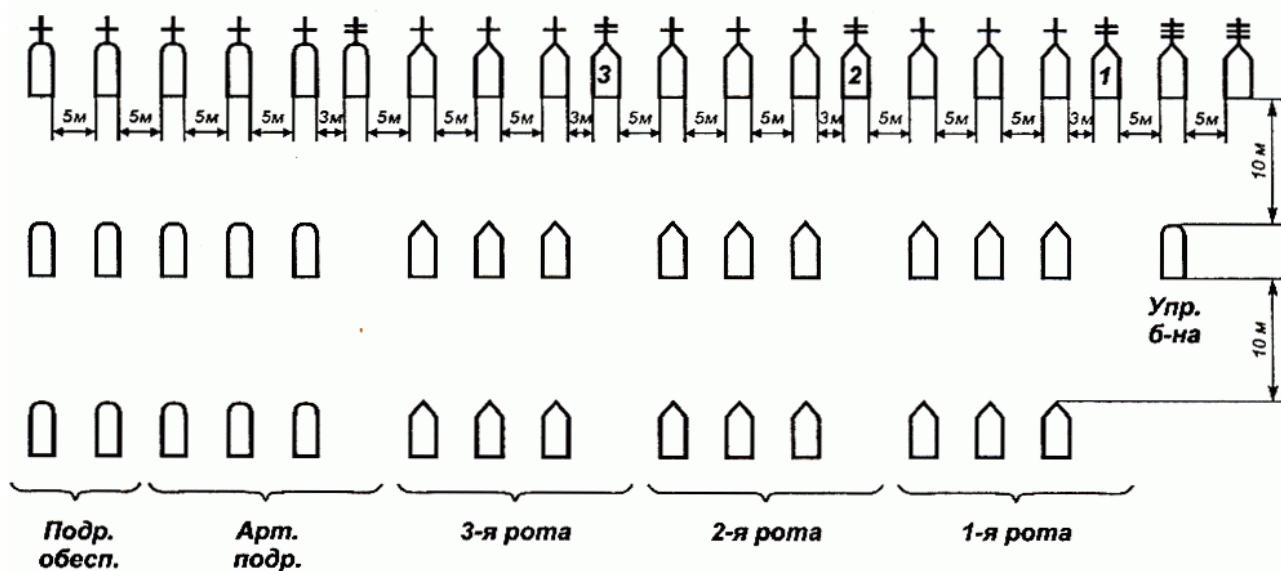 3 2 1
5м 5м 5м 5м 3м 5м 5м 5м 3м 5м 5м 5м 3м 5м 5м 5м 3м 5м 5м
10 м
Упр.
б-на
10 м
Подр.
обесп.
Арт.
подр.
3-я рота
2-я рота
1-я рота